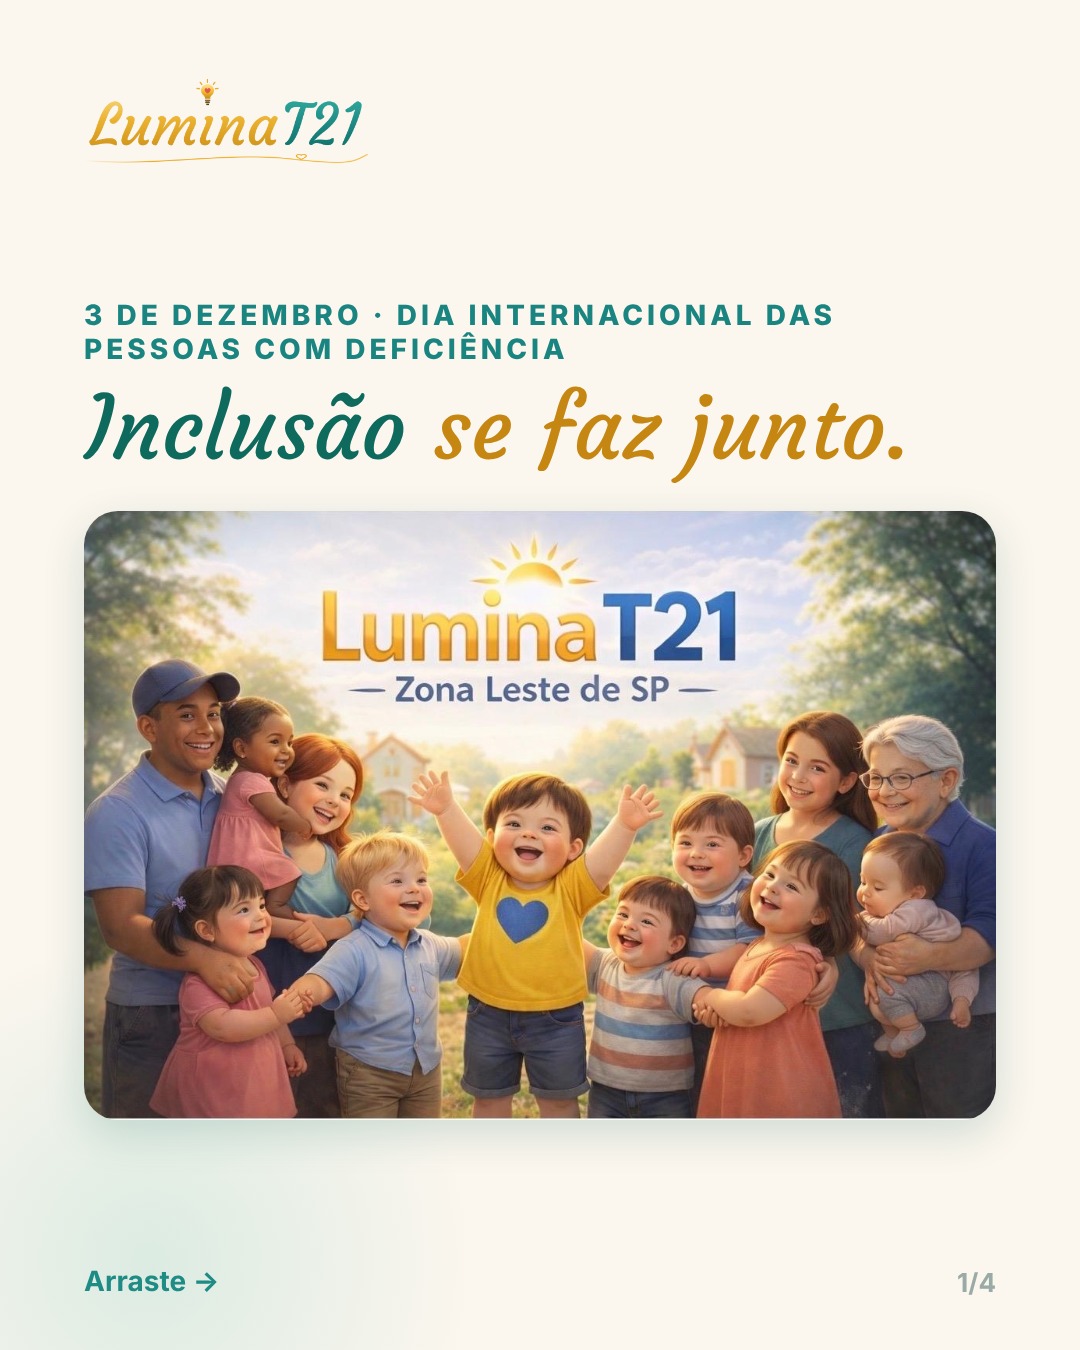 LuminaT21
3 DE DEZEMBRO · DIA INTERNACIONAL DAS
PESSOAS COM DEFICIÊNCIA
Inclusão se faz junto.
LuminaT21
— Zona Leste de SP —
Arraste →
1/4